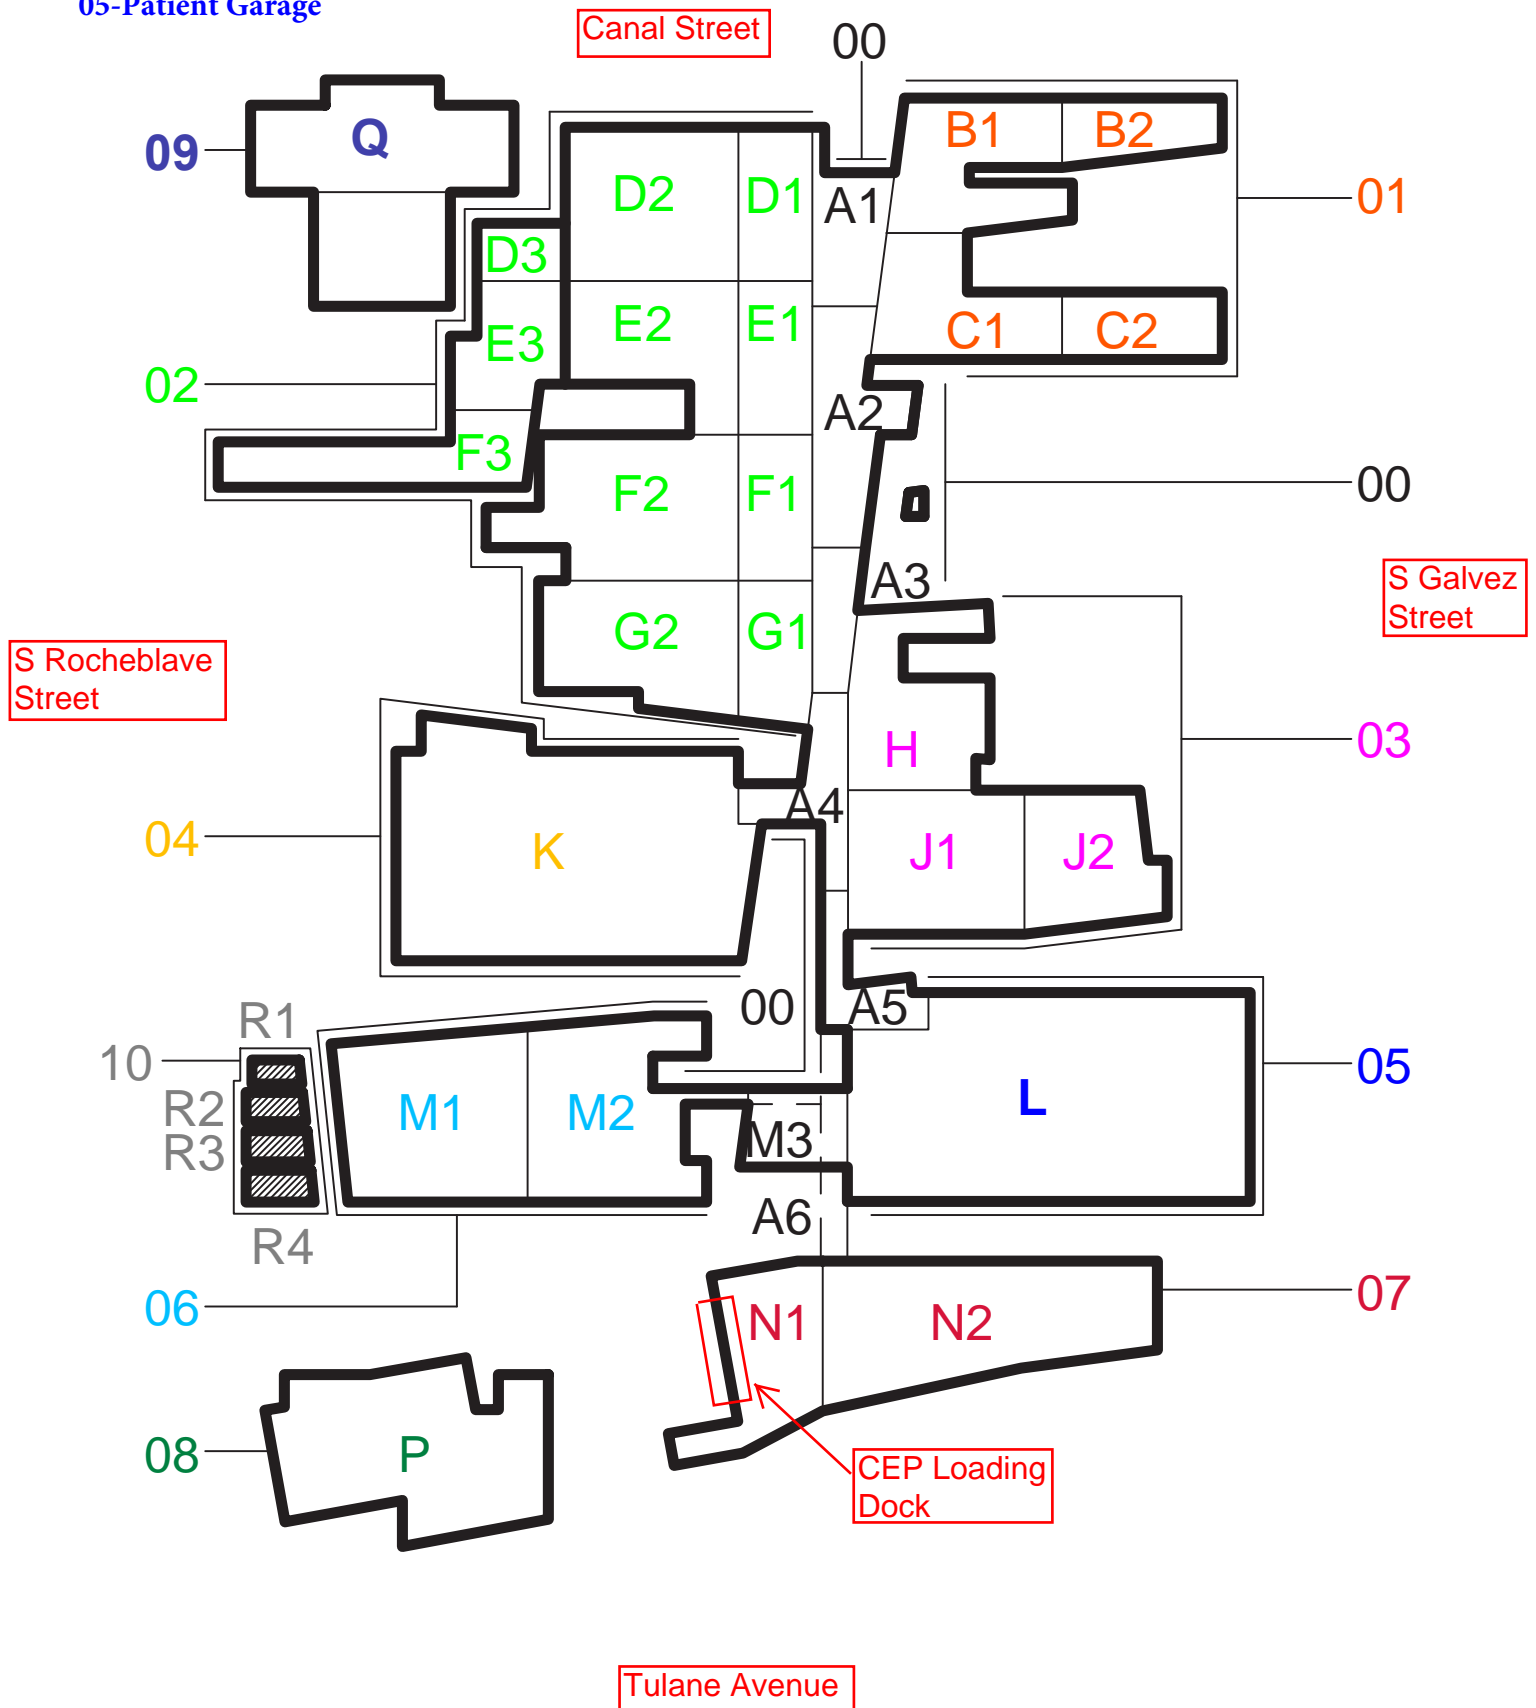 05-Patient Garage
Canal Street
00
09
Q
B1
B2
D2
D1
A1
01
D3
E2
E1
E3
C1
C2
02
A2
F3
F2
F1
00
A3
S Galvez
Street
G2
G1
S Rocheblave
Street
H
03
A4
04
K
J1
J2
00
A5
R1
10
05
R2
M1
M2
L
R3
M3
A6
R4
06
07
N1
N2
08
P
CEP Loading
Dock
Tulane Avenue